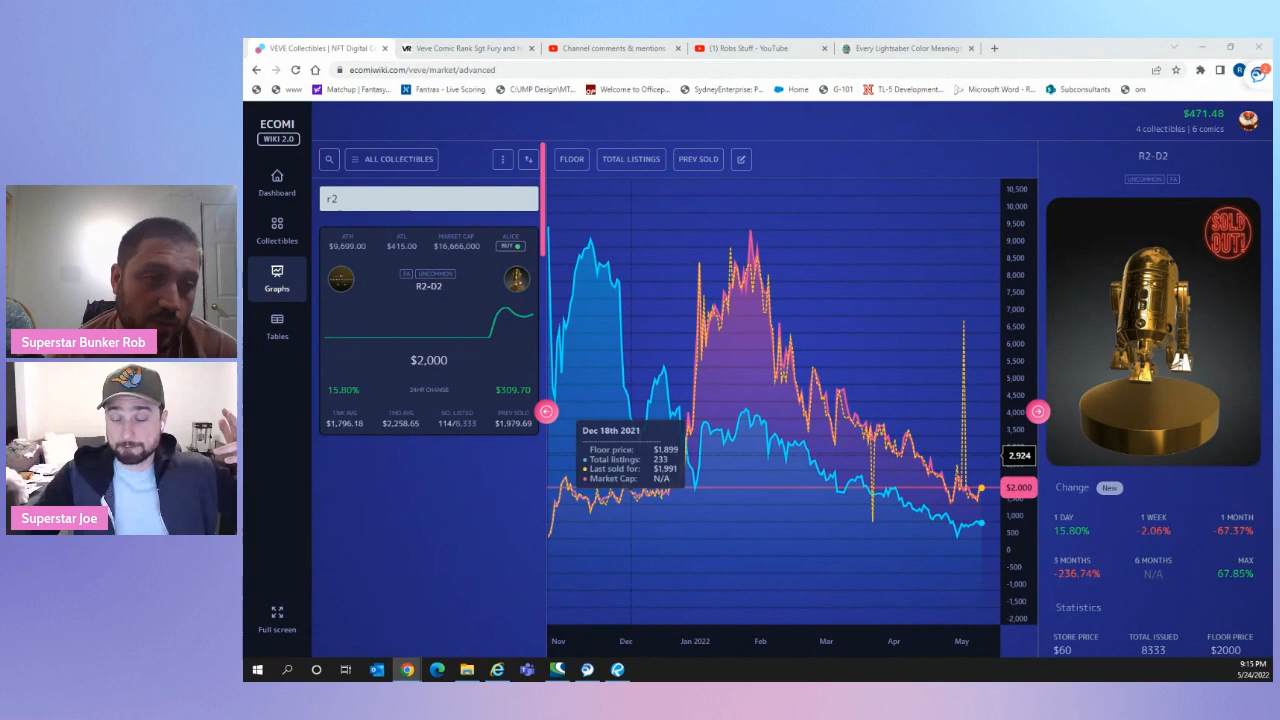 VEVE Collectibles | NFT Digital C
Veve Comic Rank Sgt Fury and
Channel comments & mentions
(1) Robs Stuff - YouTube
Every Lightsaber Color Meaning
ecomiwiki.com/veve/market/advanced
www
Matchup | Fantasy...
Fantrax - Live Scoring
C:\JMP Design\MT...
Welcome to Officep...
SydneyEnterprise: P...
Home
G-101
TL-5 Development...
Microsoft Word - R...
Subconsultants
om
ECOMI
WIKI 2.0
Dashboard
Collectibles
Graphs
Tables
Full screen
$471.48
4 collectibles | 6 comics
ALL COLLECTIBLES
FLOOR
TOTAL LISTINGS
PREV SOLD
r2
ATH
$9,699.00
ATL
$415.00
MARKET CAP
$16,666,000
ALICE
BUY
FA
UNCOMMON
R2-D2
$2,000
15.80%
24HR CHANGE
$309.70
1WK AVG
$1,796.18
1MO AVG
$2,258.65
NO. LISTED
114/8,333
PREV SOLD
$1,979.69
Dec 18th 2021
Floor price: $1,899
Total listings: 233
Last sold for: $1,991
Market Cap: N/A
10,500
10,000
9,500
9,000
8,500
8,000
7,500
7,000
6,500
6,000
5,500
5,000
4,500
4,000
3,500
2,924
$2,000
1,000
500
0
-500
-1,000
-1,500
-2,000
Nov
Dec
Jan 2022
Feb
Mar
Apr
May
R2-D2
UNCOMMON
FA
SOLD
OUT!
Change
New
1 DAY
15.80%
1 WEEK
-2.06%
1 MONTH
-67.37%
3 MONTHS
-236.74%
6 MONTHS
N/A
MAX
67.85%
Statistics
STORE PRICE
$60
TOTAL ISSUED
8333
FLOOR PRICE
$2000
9:15 PM
5/24/2022
Superstar Bunker Rob
Superstar Joe